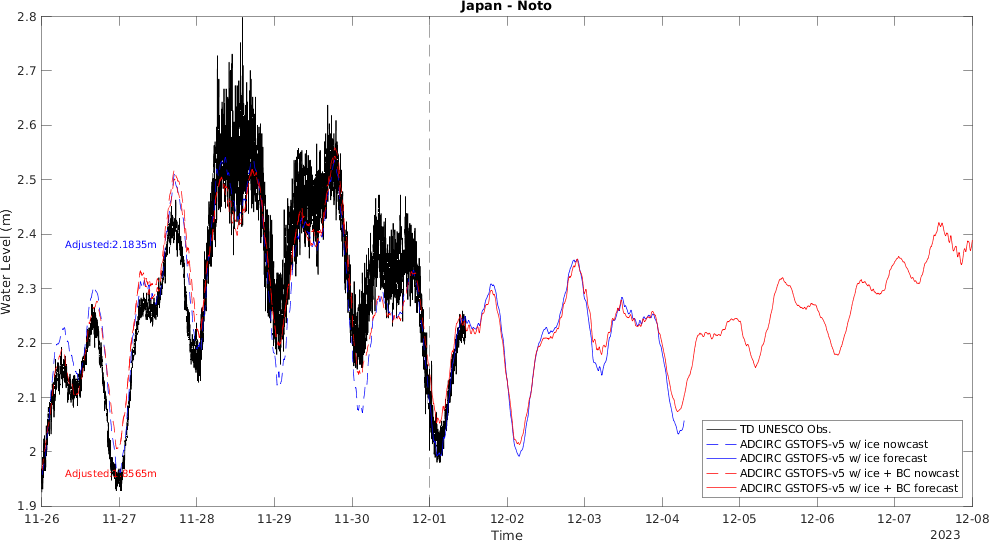 Japan - Noto
Water Level (m)
2.8
2.7
2.6
2.5
2.4
2.3
2.2
2.1
2
1.9
Adjusted:2.1835m
TD UNESCO Obs.
ADCIRC GSTOFS-v5 w/ ice nowcast
ADCIRC GSTOFS-v5 w/ ice forecast
ADCIRC GSTOFS-v5 w/ ice + BC nowcast
ADCIRC GSTOFS-v5 w/ ice + BC forecast
11-26 11-27 11-28 11-29 11-30 12-01 12-02 12-03 12-04 12-05 12-06 12-07 12-08
Time
2023